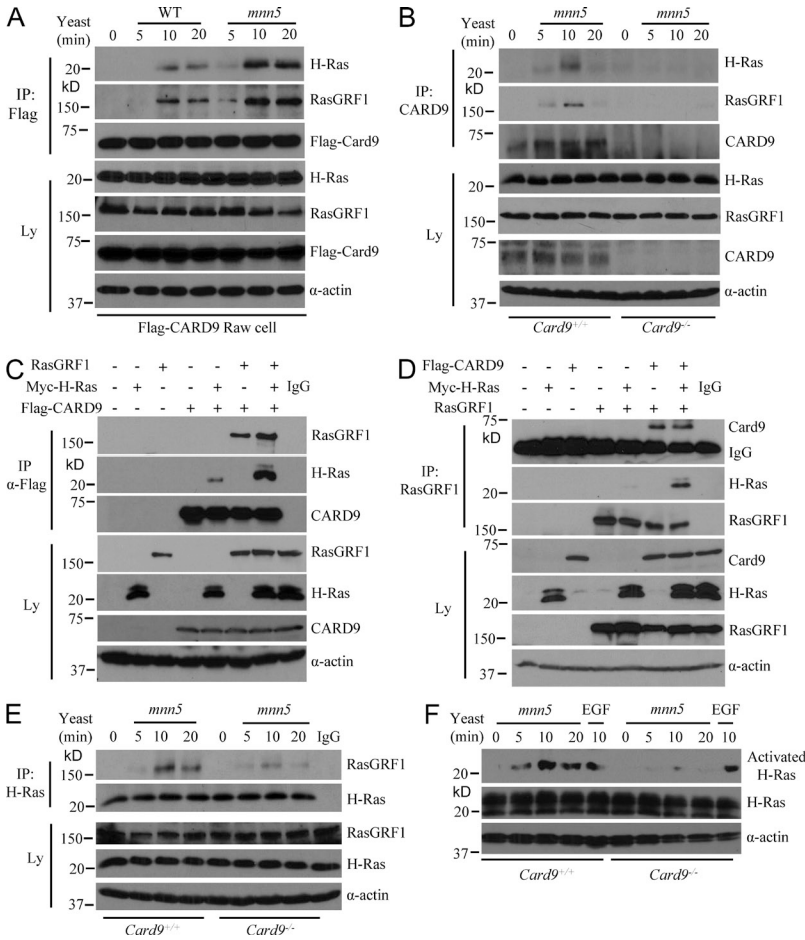 A
Yeast WT mnn5
(min) 0 5 10 20 5 10 20
IP: Flag
20 H-Ras
kD
150 RasGRF1
75 Flag-Card9
Ly
20 H-Ras
150 RasGRF1
75 Flag-Card9
37 α-actin
Flag-CARD9 Raw cell
B
Yeast mnn5 mnn5
(min) 0 5 10 20 0 5 10 20
IP: CARD9
20 H-Ras
kD
150 RasGRF1
75 CARD9
Ly
20 H-Ras
150 RasGRF1
75 CARD9
37 α-actin
Card9+/+ Card9-/-
C
RasGRF1 - - + - - + +
Myc-H-Ras - + - - + - + IgG
Flag-CARD9 - - - + + + +
IP α-Flag
150 RasGRF1
kD
20 H-Ras
75 CARD9
Ly
150 RasGRF1
20 H-Ras
75 CARD9
37 α-actin
D
Flag-CARD9 - - + - - + +
Myc-H-Ras - + - - + - + IgG
RasGRF1 - - - + + + +
IP: RasGRF1
75 Card9
kD
IgG
20 H-Ras
150 RasGRF1
Ly
75 Card9
20 H-Ras
150 RasGRF1
37 α-actin
E
Yeast mnn5 mnn5
(min) 0 5 10 20 0 5 10 20 IgG
IP: H-Ras
kD
150 RasGRF1
20 H-Ras
Ly
150 RasGRF1
20 H-Ras
37 α-actin
Card9+/+ Card9-/-
F
Yeast mnn5 EGF mnn5 EGF
(min) 0 5 10 20 10 0 5 10 20 10
20 Activated H-Ras
kD
20 H-Ras
37 α-actin
Card9+/+ Card9-/-